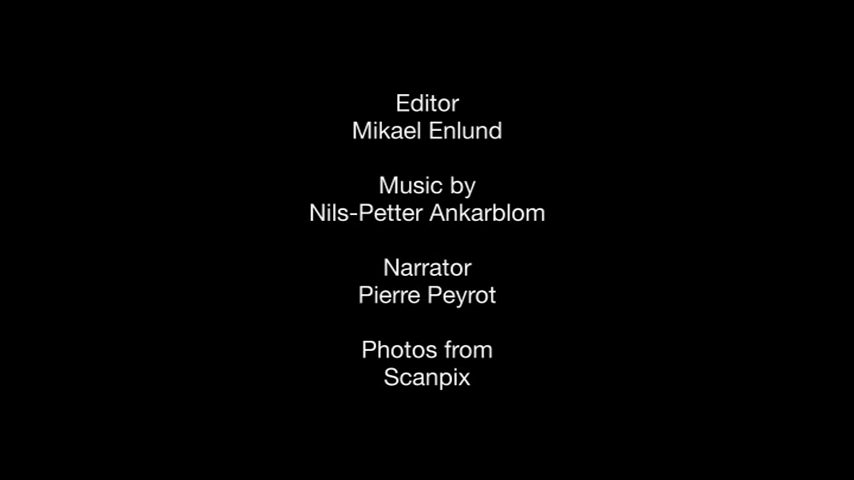 Editor
Mikael Enlund
Music by
Nils-Petter Ankarblom
Narrator
Pierre Peyrot
Photos from
Scanpix